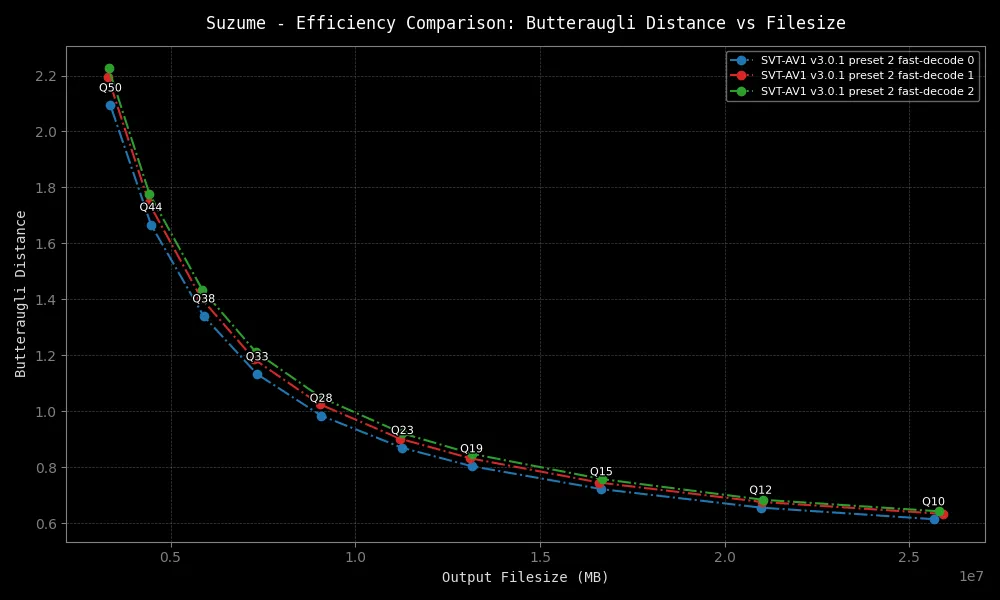 Suzume - Efficiency Comparison: Butteraugli Distance vs Filesize
SVT-AV1 v3.0.1 preset 2 fast-decode 0
SVT-AV1 v3.0.1 preset 2 fast-decode 1
SVT-AV1 v3.0.1 preset 2 fast-decode 2
Butteraugli Distance
2.2
2.0
1.8
1.6
1.4
1.2
1.0
0.8
0.6
Q50
Q44
Q38
Q33
Q28
Q23
Q19
Q15
Q12
Q10
0.5
1.0
1.5
2.0
2.5
1e7
Output Filesize (MB)